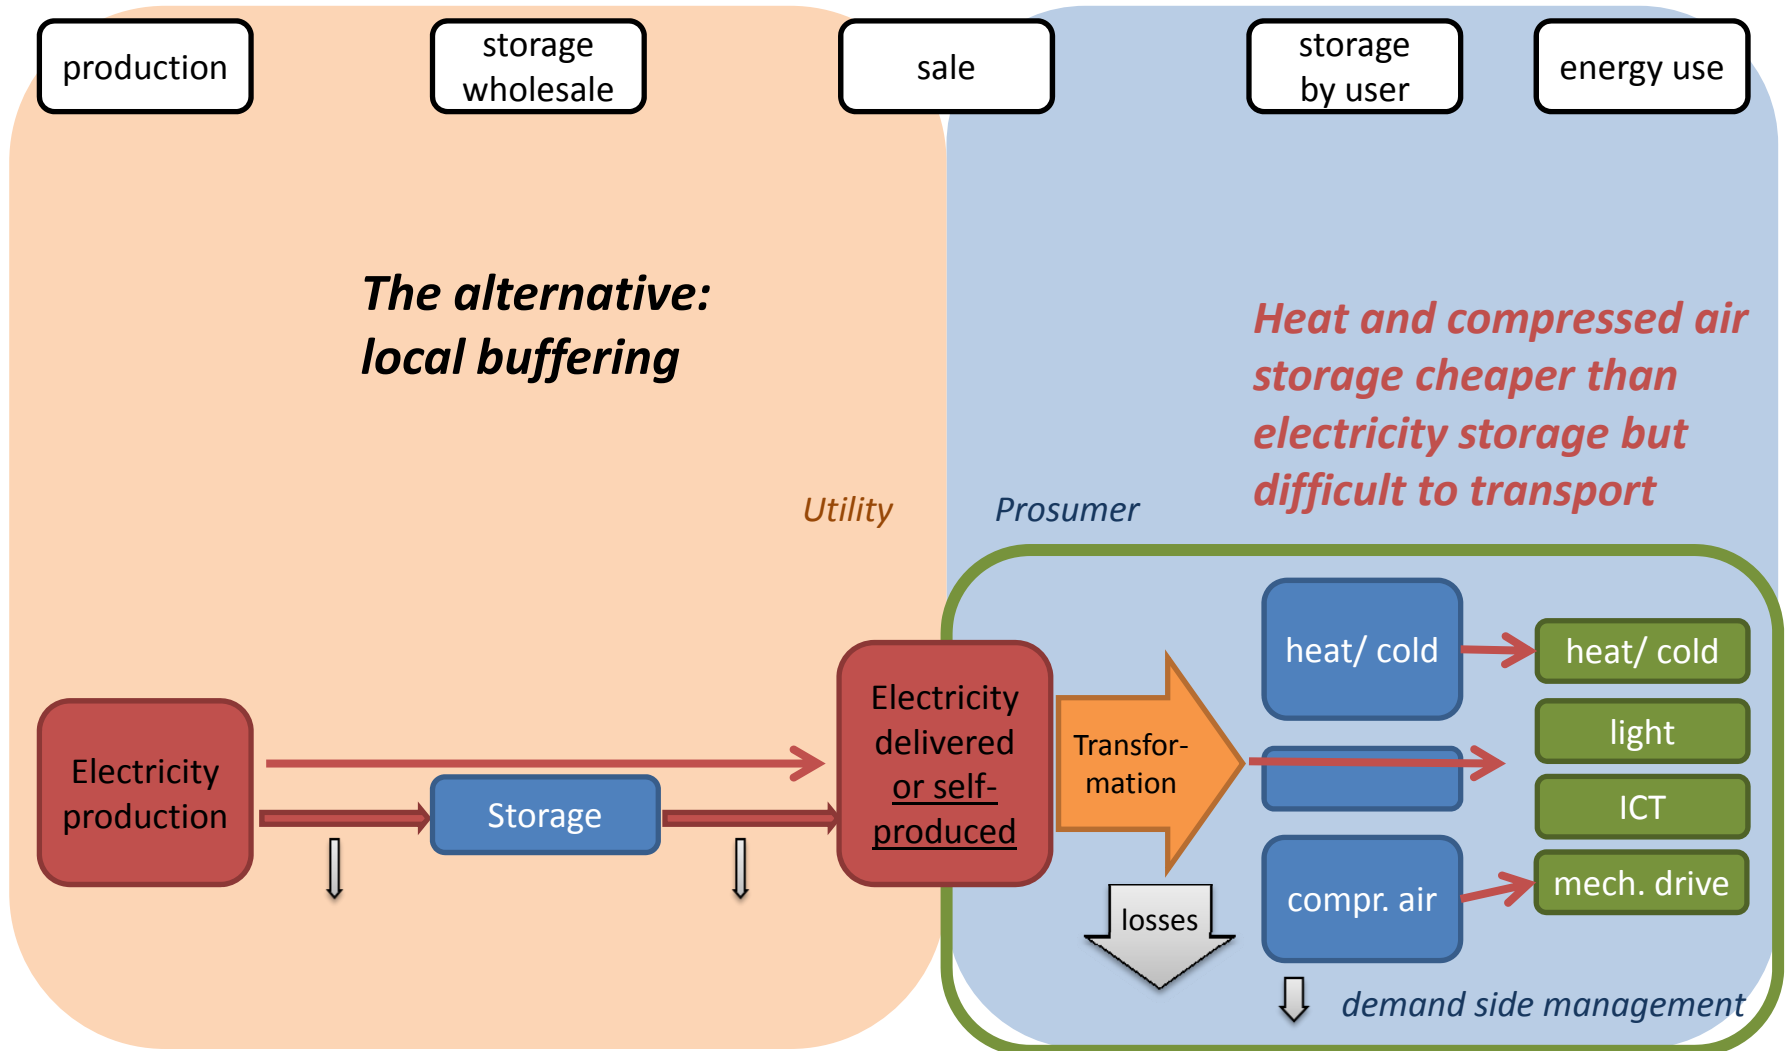 production
storage
wholesale
sale
storage
by user
energy use
The alternative:
local buffering
Heat and compressed air
storage cheaper than
electricity storage but
difficult to transport
Utility
Prosumer
Electricity
production
Storage
Electricity
delivered
or self-
produced
Transfor-
mation
losses
heat/ cold
compr. air
heat/ cold
light
ICT
mech. drive
demand side management